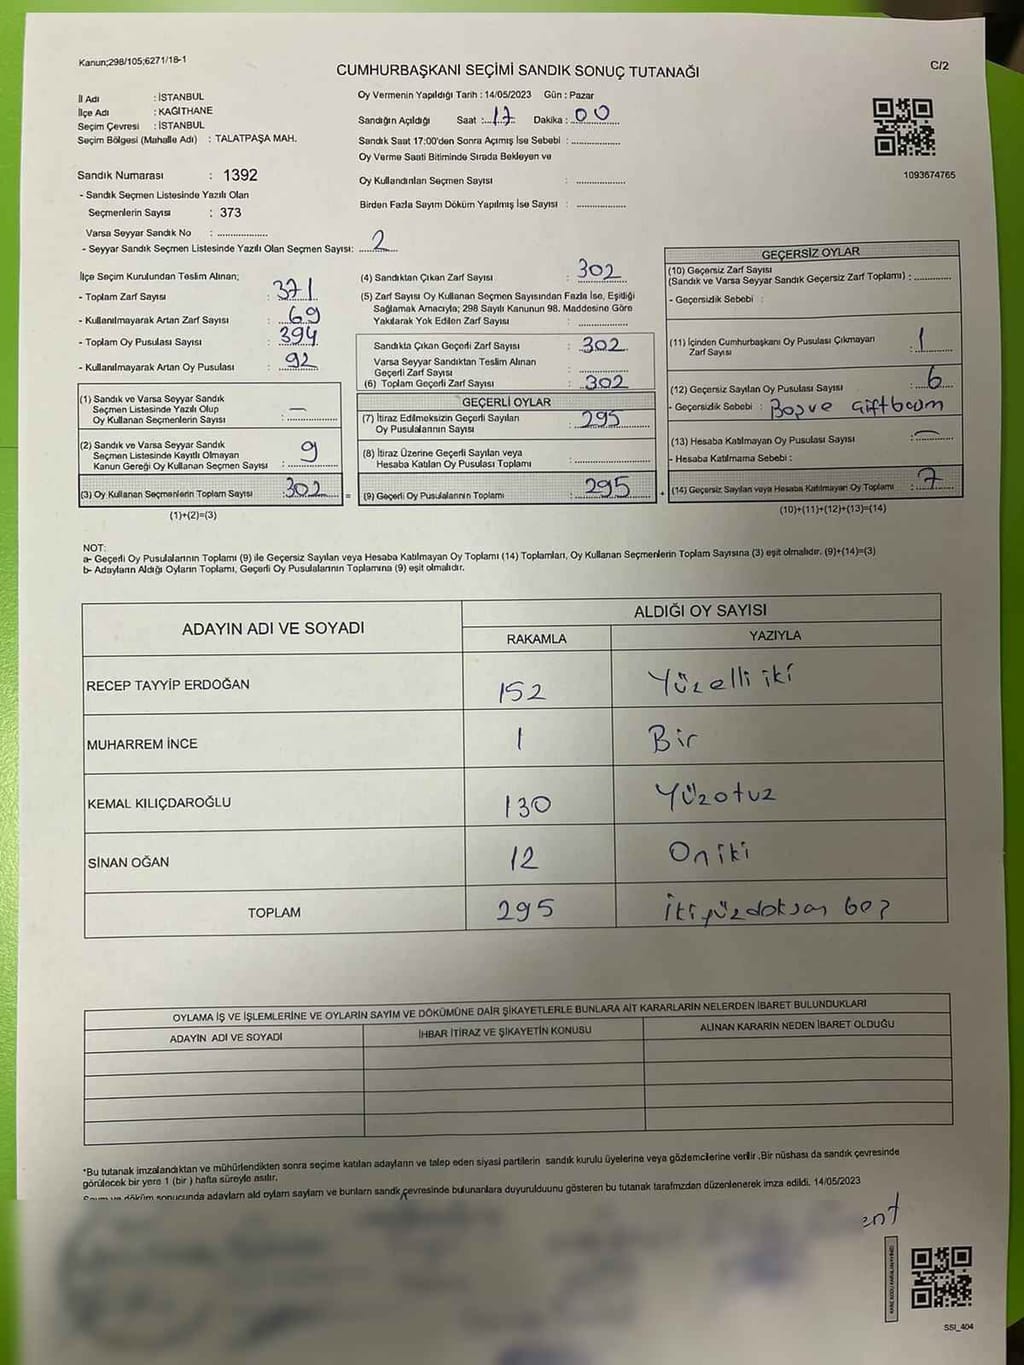 Kanun;298/105;6271/18-1
CUMHURBAŞKANI SEÇİMİ SANDIK SONUÇ TUTANAĞI
C/2
İl Adı : İSTANBUL
İlçe Adı : KAĞITHANE
Seçim Çevresi : İSTANBUL
Seçim Bölgesi (Mahalle Adı) : TALATPAŞA MAH.
Oy Vermenin Yapıldığı Tarih : 14/05/2023 Gün : Pazar
Sandığın Açıldığı Saat : 17 Dakika : 00
Sandık Saat 17:00'den Sonra Açımış İse Sebebi :
Oy Verme Saati Bitiminde Sırada Bekleyen ve
Oy Kullandırılan Seçmen Sayısı :
Birden Fazla Sayım Döküm Yapılmış İse Sayısı :
1093674765
Sandık Numarası : 1392
- Sandık Seçmen Listesinde Yazılı Olan
Seçmenlerin Sayısı : 373
Varsa Seyyar Sandık No :
- Seyyar Sandık Seçmen Listesinde Yazılı Olan Seçmen Sayısı: 2
İlçe Seçim Kurulundan Teslim Alınan;
- Toplam Zarf Sayısı : 371
- Kullanılmayarak Artan Zarf Sayısı : 69
- Toplam Oy Pusulası Sayısı : 394
- Kullanılmayarak Artan Oy Pusulası : 92
(1) Sandık ve Varsa Seyyar Sandık
Seçmen Listesinde Yazılı Olup
Oy Kullanan Seçmenlerin Sayısı : —
(2) Sandık ve Varsa Seyyar Sandık
Seçmen Listesinde Kayıtlı Olmayan
Kanun Gereği Oy Kullanan Seçmen Sayısı : 9
(3) Oy Kullanan Seçmenlerin Toplam Sayısı : 302
(1)+(2)=(3)
(4) Sandıktan Çıkan Zarf Sayısı : 302
(5) Zarf Sayısı Oy Kullanan Seçmen Sayısından Fazla İse, Eşidiği
Sağlamak Amacıyla; 298 Sayılı Kanunun 98. Maddesine Göre
Yakılarak Yok Edilen Zarf Sayısı :
Sandıkta Çıkan Geçerli Zarf Sayısı : 302
Varsa Seyyar Sandıktan Teslim Alınan
Geçerli Zarf Sayısı :
(6) Toplam Geçerli Zarf Sayısı : 302
GEÇERLİ OYLAR
(7) İtiraz Edilmeksizin Geçerli Sayılan
Oy Pusulalarının Sayısı : 295
(8) İtiraz Üzerine Geçerli Sayılan veya
Hesaba Katılan Oy Pusulası Toplamı :
= (9) Geçerli Oy Pusulalarının Toplamı : 295
GEÇERSİZ OYLAR
(10) Geçersiz Zarf Sayısı
(Sandık ve Varsa Seyyar Sandık Geçersiz Zarf Toplamı) :
- Geçersizlik Sebebi :
(11) İçinden Cumhurbaşkanı Oy Pusulası Çıkmayan
Zarf Sayısı : 1
(12) Geçersiz Sayılan Oy Pusulası Sayısı : 6
- Geçersizlik Sebebi : Boş ve
(13) Hesaba Katılmayan Oy Pusulası Sayısı : —
- Hesaba Katılmama Sebebi :
+ (14) Geçersiz Sayılan veya Hesaba Katılmayan Oy Toplamı : 7
(10)+(11)+(12)+(13)=(14)
NOT:
a- Geçerli Oy Pusulalarının Toplamı (9) ile Geçersiz Sayılan veya Hesaba Katılmayan Oy Toplamı (14) Toplamları, Oy Kullanan Seçmenlerin Toplam Sayısına (3) eşit olmalıdır. (9)+(14)=(3)
b- Adayların Aldığı Oyların Toplamı, Geçerli Oy Pusulalarının Toplamına (9) eşit olmalıdır.
ADAYIN ADI VE SOYADI
ALDIĞI OY SAYISI
RAKAMLA YAZIYLA
RECEP TAYYİP ERDOĞAN 152 Yüzelli iki
MUHARREM İNCE 1 Bir
KEMAL KILIÇDAROĞLU 130 Yüzotuz
SİNAN OĞAN 12 On iki
TOPLAM 295 İkiyüzdoksan beş
OYLAMA İŞ VE İŞLEMLERİNE VE OYLARIN SAYIM VE DÖKÜMÜNE DAİR ŞİKAYETLERLE BUNLARA AİT KARARLARIN NELERDEN İBARET BULUNDUKLARI
ADAYIN ADI VE SOYADI İHBAR İTİRAZ VE ŞİKAYETİN KONUSU ALINAN KARARIN NEDEN İBARET OLDUĞU
*Bu tutanak imzalandıktan ve mühürlendikten sonra seçime katılan adayların ve talep eden siyasi partilerin sandık kurulu üyelerine veya gözlemcilerine verilir .Bir nüshası da sandık çevresinde
görülecek bir yere 1 (bir ) hafta süreyle asılır.
döküm sonucunda adayların ald oyların sayların ve bunların sandk çevresinde bulunanlara duyurulduunu gösteren bu tutanak tarafmzdan düzenlenerek imza edildi. 14/05/2023
SSİ_404